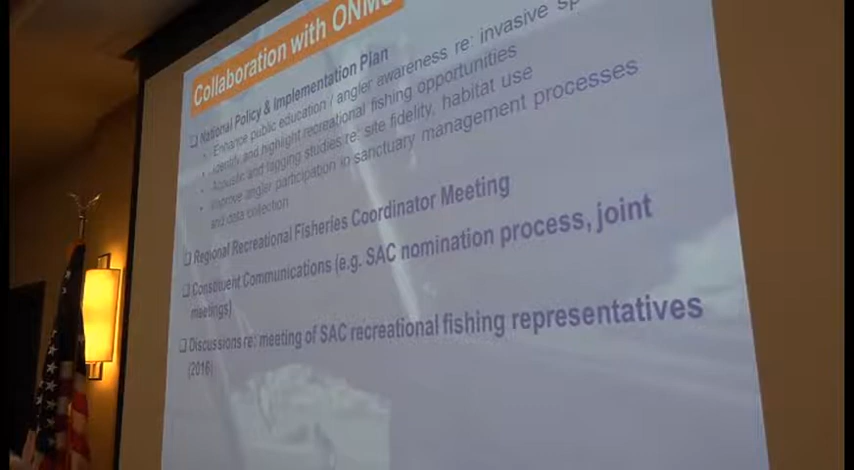 Collaboration with ONMS
❑ National Policy & Implementation Plan
• Enhance public education / angler awareness re: invasive
• Identify and highlight recreational fishing opportunities
• Acoustic and tagging studies re: site fidelity, habitat use
• Improve angler participation in sanctuary management processes
and data collection
❑ Regional Recreational Fisheries Coordinator Meeting
❑ Constituent Communications (e.g. SAC nomination process, joint
meetings)
❑ Discussions re: meeting of SAC recreational fishing representatives
(2016)